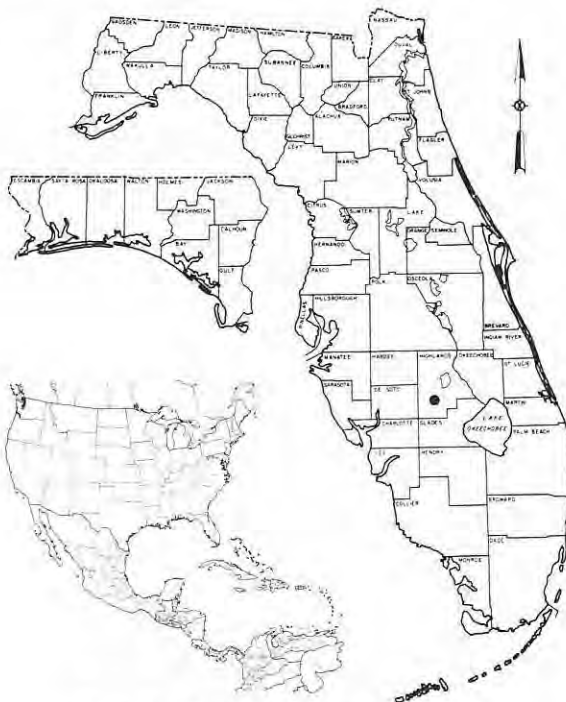 NASSAU
GADSDEN
LEON
JEFFERSON
MADISON
HAMILTON
BAKER
DUVAL
LIBERTY
WAKULLA
TAYLOR
SUWANNEE
COLUMBIA
UNION
CLAY
ST JOHNS
FRANKLIN
LAFAYETTE
BRADFORD
DIXIE
ALACHUA
PUTNAM
GILCHRIST
LEVY
FLAGLER
MARION
VOLUSIA
ESCAMBIA
SANTA ROSA
OKALOOSA
WALTON
HOLMES
JACKSON
WASHINGTON
BAY
CALHOUN
GULF
CITRUS
SUMTER
LAKE
ORANGE
SEMINOLE
HERNANDO
PASCO
POLK
OSCEOLA
HILLSBOROUGH
PINELLAS
BREVARD
INDIAN RIVER
MANATEE
HARDEE
HIGHLANDS
OKEECHOBEE
ST LUCIE
SARASOTA
DE SOTO
MARTIN
CHARLOTTE
GLADES
LAKE
OKEECHOBEE
PALM BEACH
LEE
HENDRY
COLLIER
BROWARD
DADE
MONROE